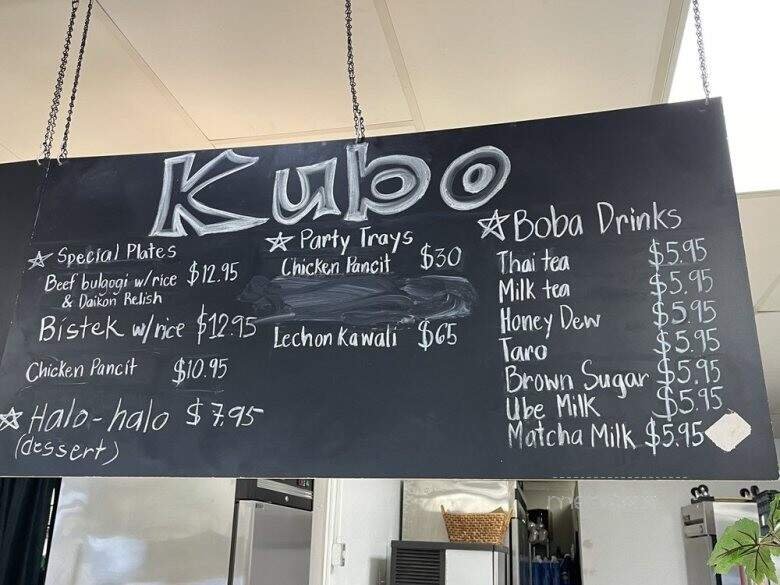 Kubo
☆ Special Plates
Beef bulgogi w/rice $12.95
& Daikon Relish
Bistek w/rice $12.95
Chicken Pancit $10.95
☆ Halo-halo $7.95
(dessert)
☆ Party Trays
Chicken Pancit $30
Lechon Kawali $65
☆ Boba Drinks
Thai tea $5.95
Milk tea $5.95
Honey Dew $5.95
Taro $5.95
Brown Sugar $5.95
Ube Milk $5.95
Matcha Milk $5.95